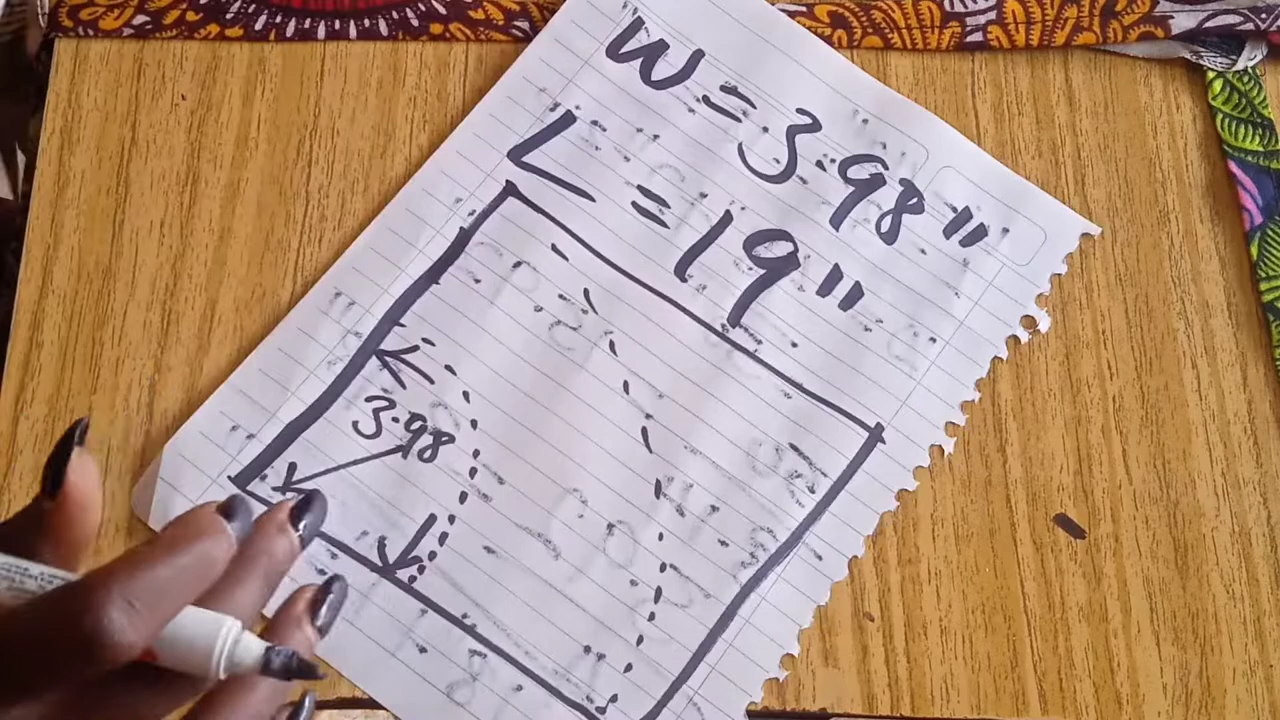 W = 3.98"
L = 19"
3.98